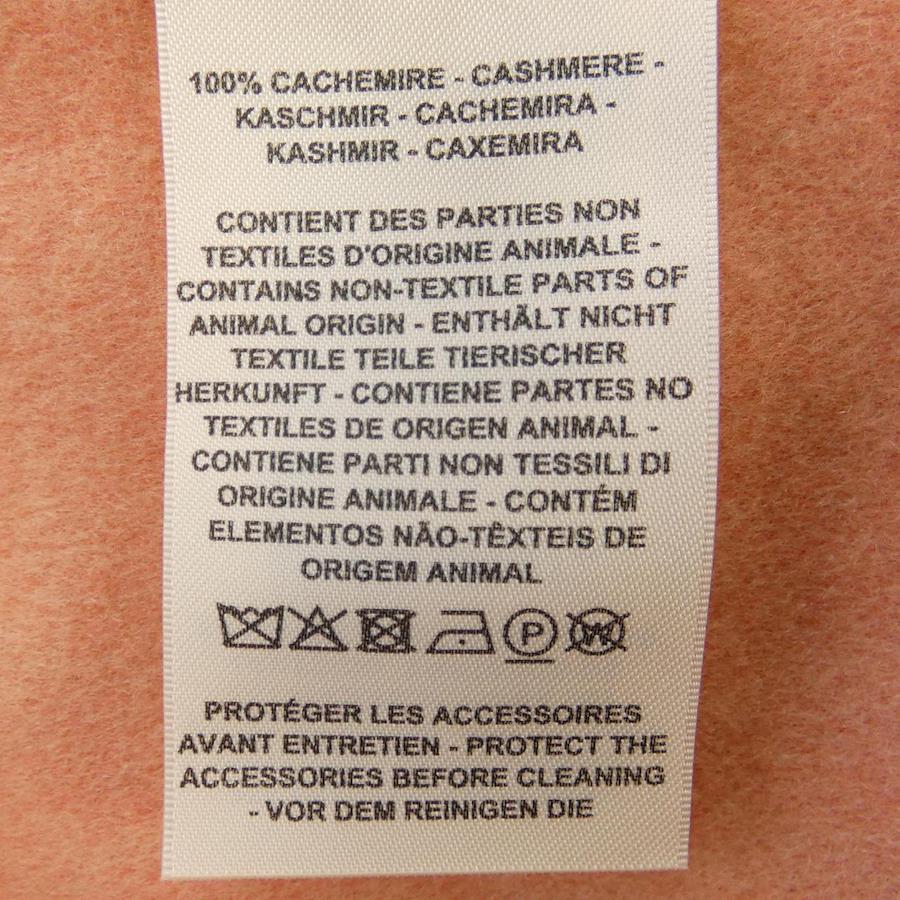 100% CACHEMIRE - CASHMERE -
KASCHMIR - CACHEMIRA -
KASHMIR - CAXEMIRA
CONTIENT DES PARTIES NON
TEXTILES D'ORIGINE ANIMALE -
CONTAINS NON-TEXTILE PARTS OF
ANIMAL ORIGIN - ENTHÄLT NICHT
TEXTILE TEILE TIERISCHER
HERKUNFT - CONTIENE PARTES NO
TEXTILES DE ORIGEN ANIMAL -
CONTIENE PARTI NON TESSILI DI
ORIGINE ANIMALE - CONTÉM
ELEMENTOS NÃO-TÊXTEIS DE
ORIGEM ANIMAL
P W
PROTÉGER LES ACCESSOIRES
AVANT ENTRETIEN - PROTECT THE
ACCESSORIES BEFORE CLEANING
- VOR DEM REINIGEN DIE